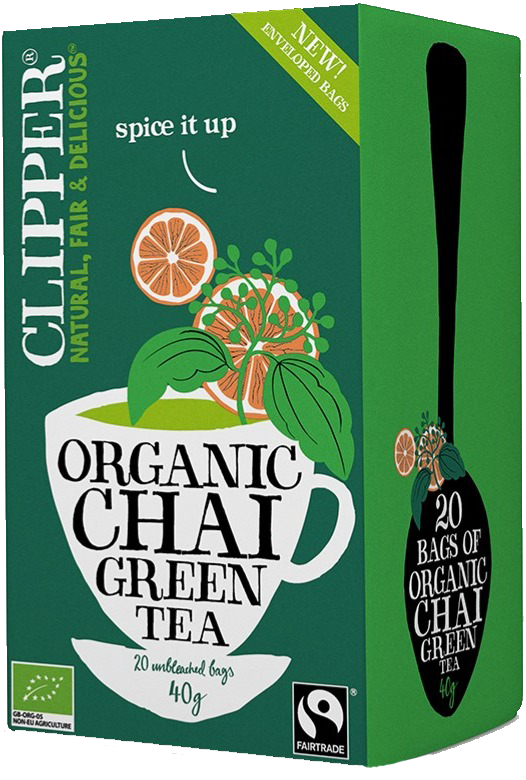 CLIPPER®
NATURAL, FAIR & DELICIOUS™
NEW!
ENVELOPED BAGS
spice it up
ORGANIC
CHAI
GREEN
TEA
20 unbleached bags
40g
GB-ORG-05
NON-EU AGRICULTURE
FAIRTRADE
®
20
BAGS OF
ORGANIC
CHAI
GREEN
TEA
40g